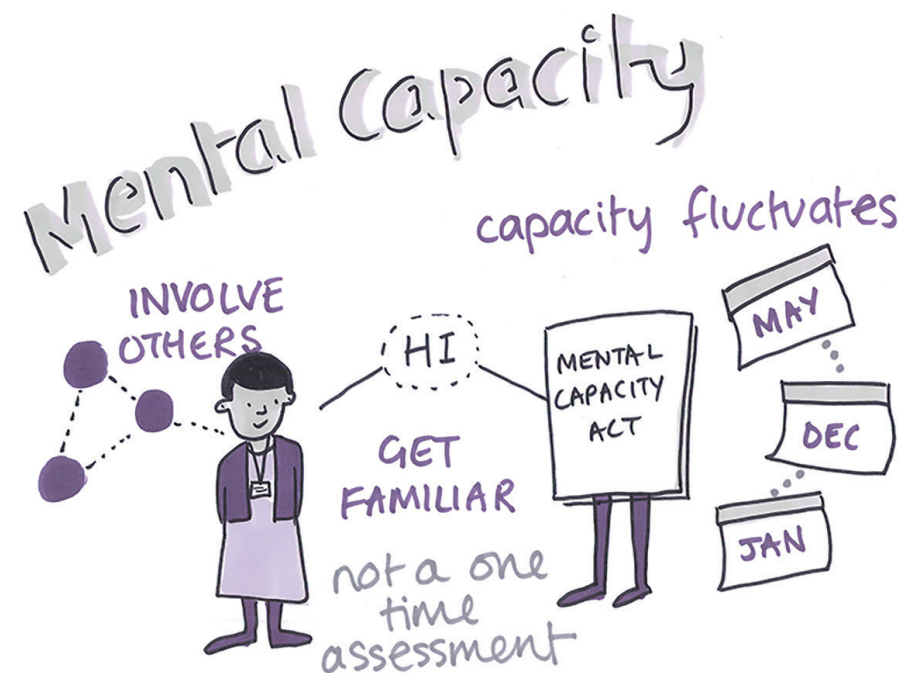 Mental Capacity
capacity fluctuates
INVOLVE
OTHERS
HI
MENTAL
CAPACITY
ACT
MAY
DEC
JAN
GET
FAMILIAR
not a one
time
assessment